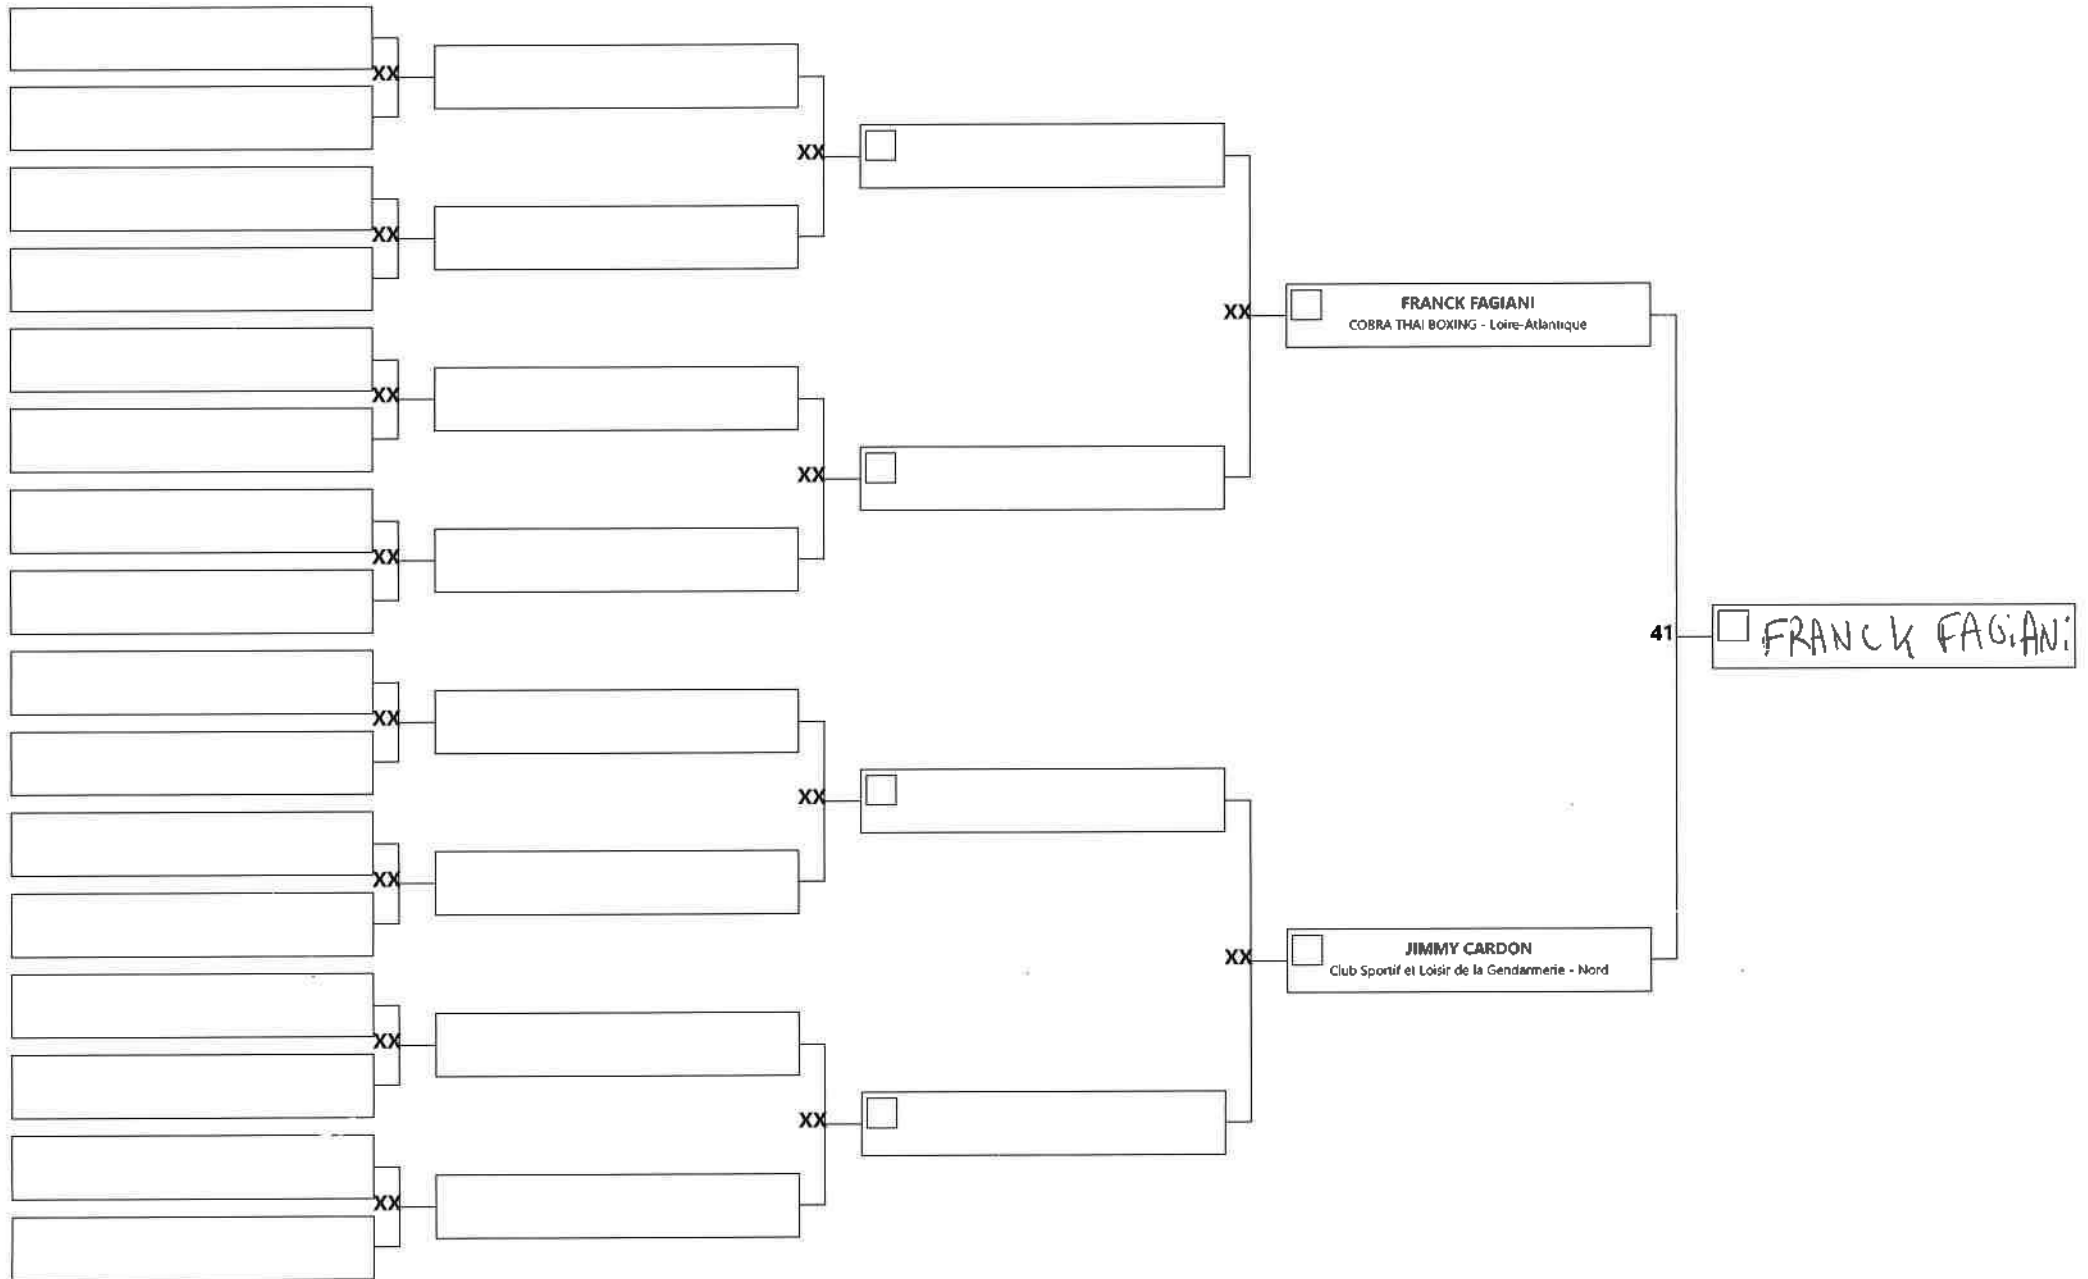 XX
XX
XX
XX
XX
XX
XX
XX
XX
XX
XX
XX
XX
XX
FRANCK FAGIANI
COBRA THAI BOXING - Loire-Atlantique
41
FRANCK FAGiANi
JIMMY CARDON
Club Sportif et Loisir de la Gendarmerie - Nord